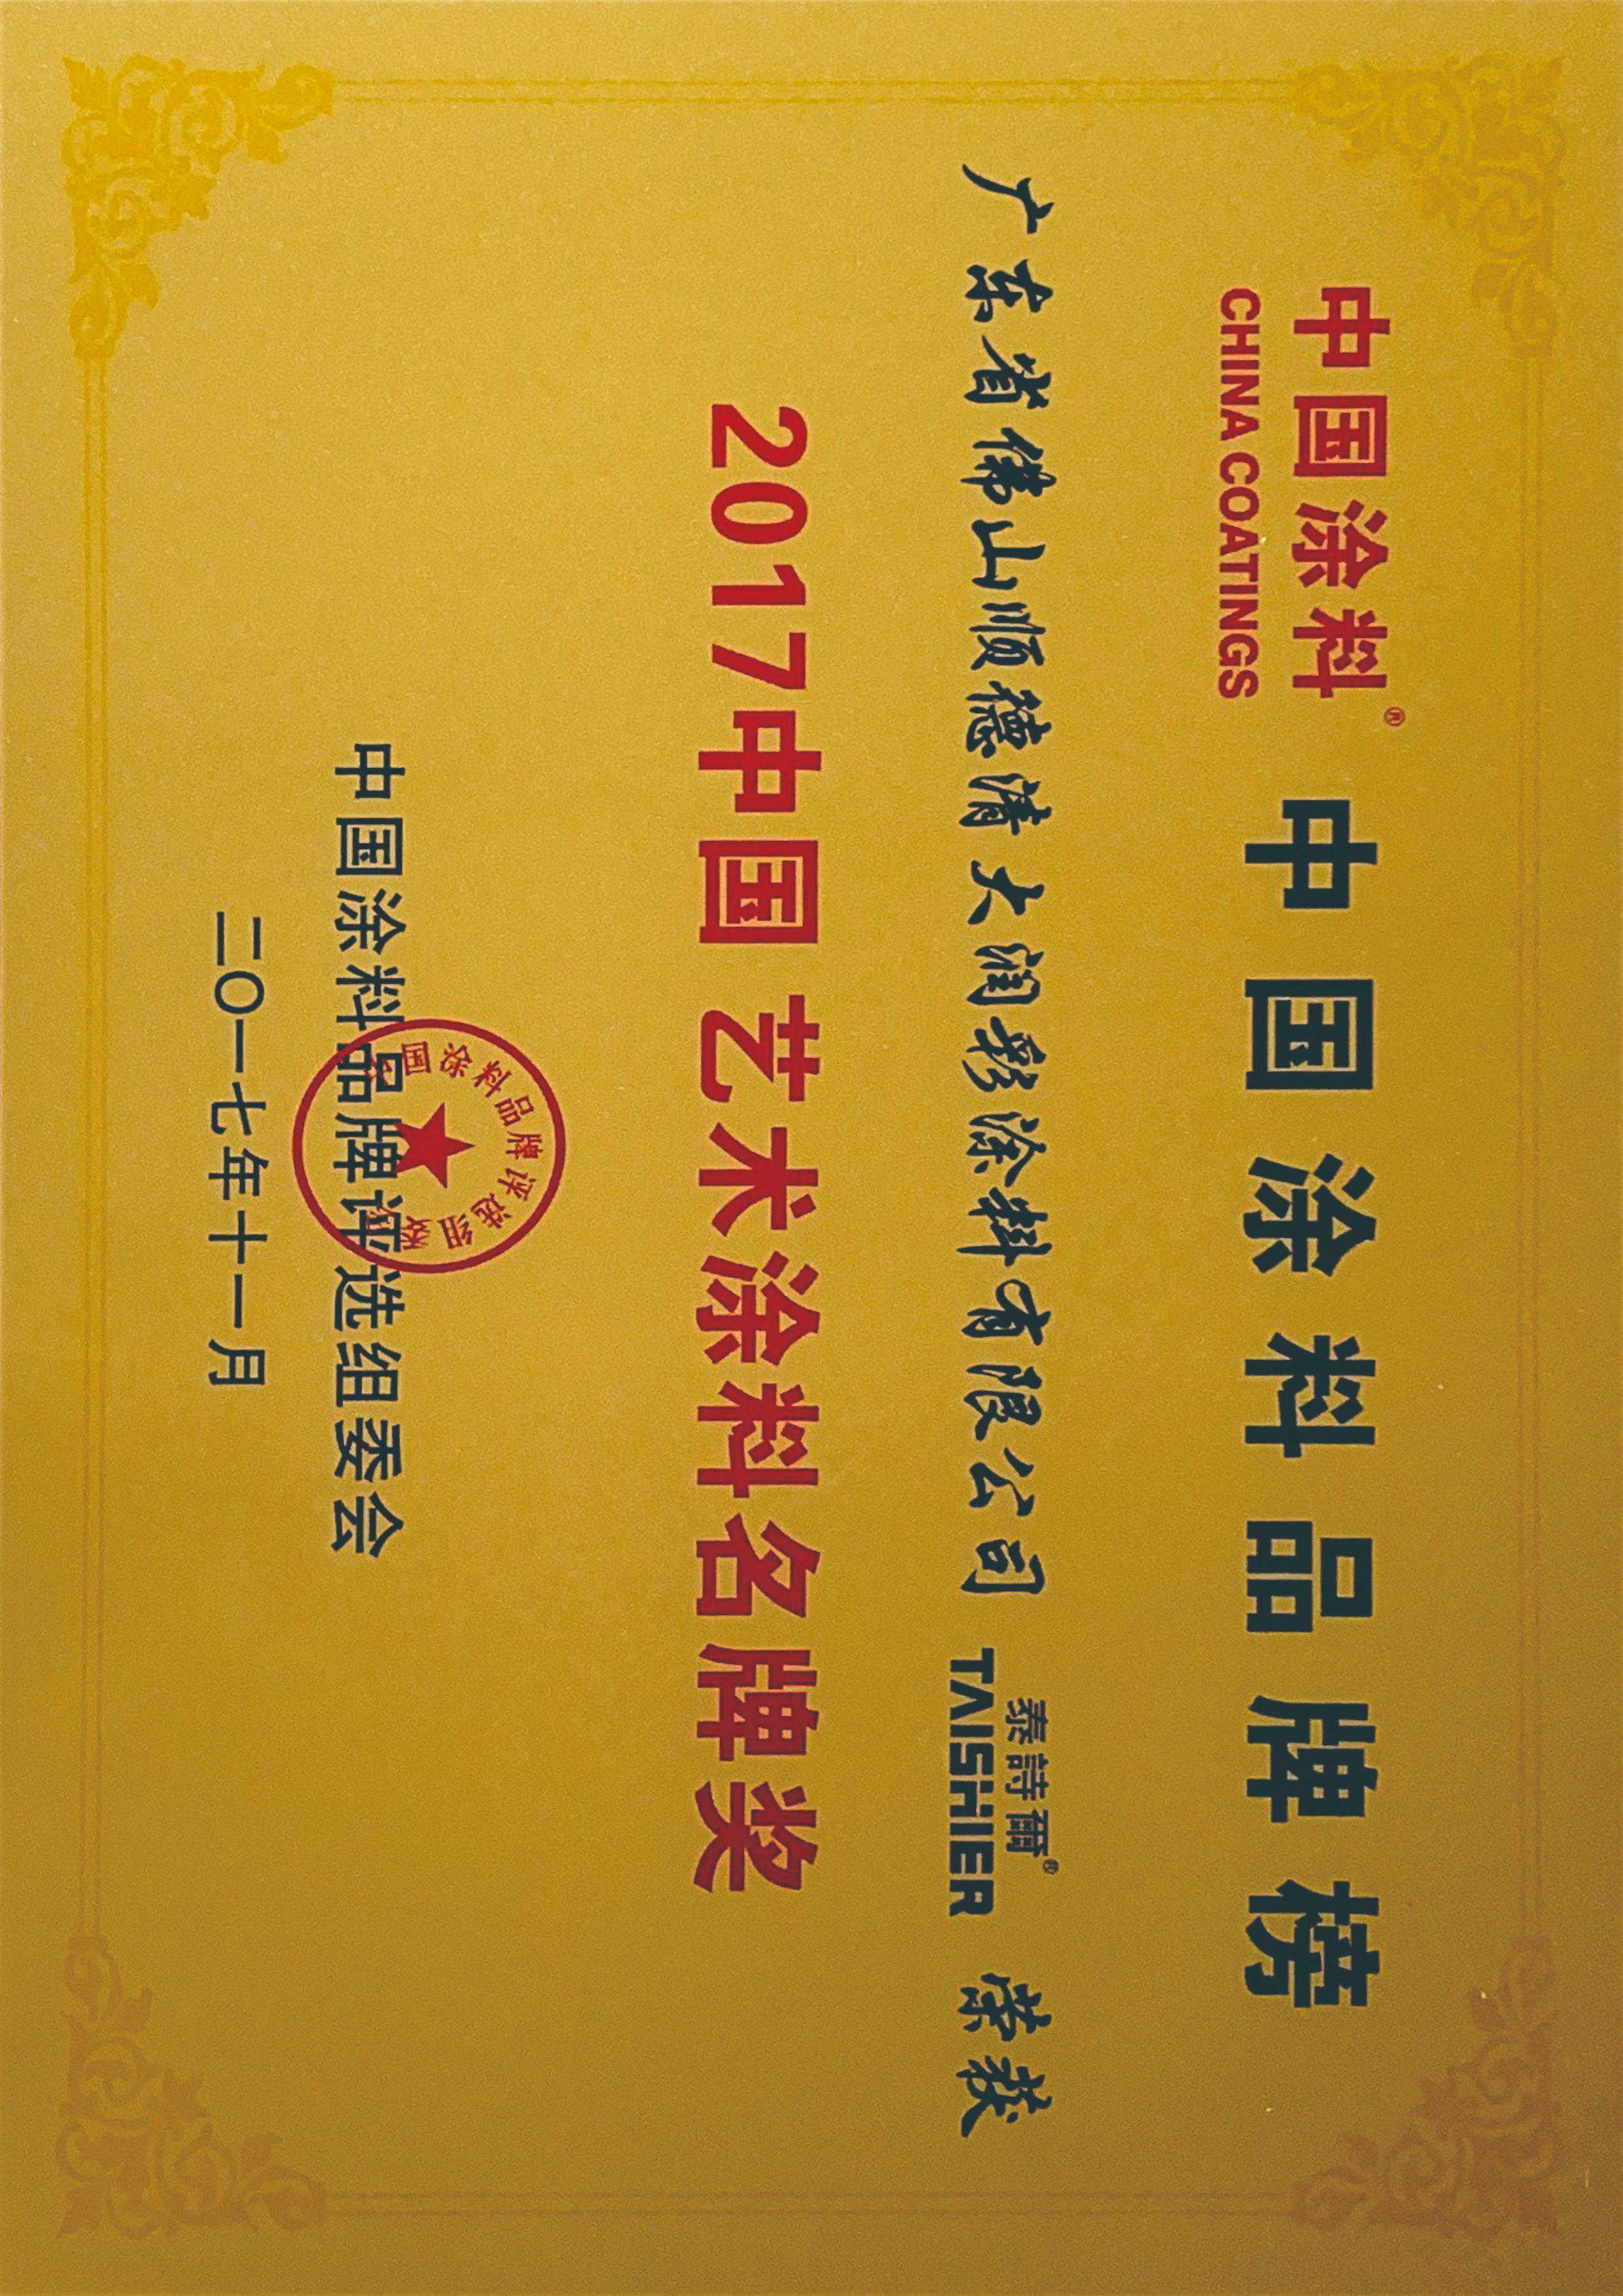 中国涂料®
CHINA COATINGS
中国涂料品牌榜
广东省佛山顺德清大润彩涂料有限公司
泰詩爾®
TAISHIER
荣获
2017中国艺术涂料名牌奖
中国涂料品牌评选组委会
国涂料品牌评选组委
二〇一七年十一月